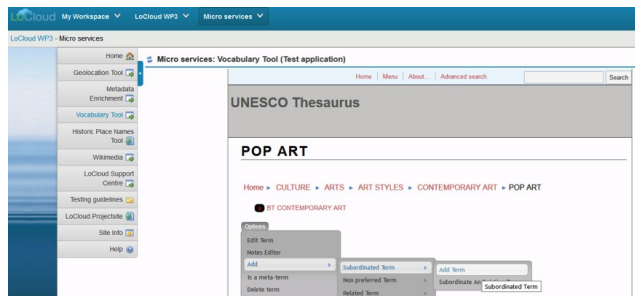 LoCloud My Workspace LoCloud WP3 Micro services
LoCloud WP3 › Micro services
Home
Geolocation Tool
Metadata
Enrichment
Vocabulary Tool
Historic Place Names
Tool
Wikimedia
LoCloud Support
Centre
Testing guidelines
LoCloud Projectsite
Site Info
Help
Micro services: Vocabulary Tool (Test application)
Home | Menu | About... | Advanced search Search
UNESCO Thesaurus
POP ART
Home ▸ CULTURE ▸ ARTS ▸ ART STYLES ▸ CONTEMPORARY ART ▸ POP ART
BT CONTEMPORARY ART
Options
Edit Term
Notes Editor
Add
Is a meta-term
Delete term
Subordinated Term
Non preferred Term
Related Term
Add Term
Subordinate An
Subordinated Term